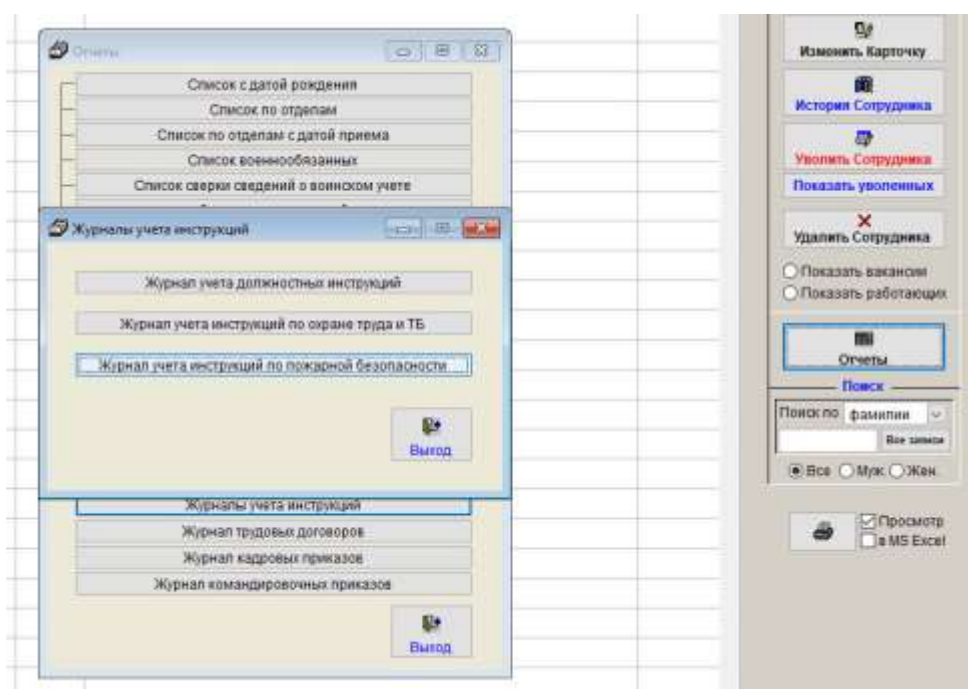 Отчеты
Список с датой рождения
Список по отделам
Список по отделам с датой приема
Список военнообязанных
Список сверки сведений о воинском учете
Журналы учета инструкций
Журнал учета должностных инструкций
Журнал учета инструкций по охране труда и ТБ
Журнал учета инструкций по пожарной безопасности
Выход
Журналы учета инструкций
Журнал трудовых договоров
Журнал кадровых приказов
Журнал командировочных приказов
Выход
Изменить Карточку
История Сотрудника
Уволить Сотрудника
Показать уволенных
Удалить Сотрудника
Показать вакансии
Показать работающих
Отчеты
Поиск
Поиск по фамилии
Все записи
Все Муж Жен.
Просмотр
в MS Excel